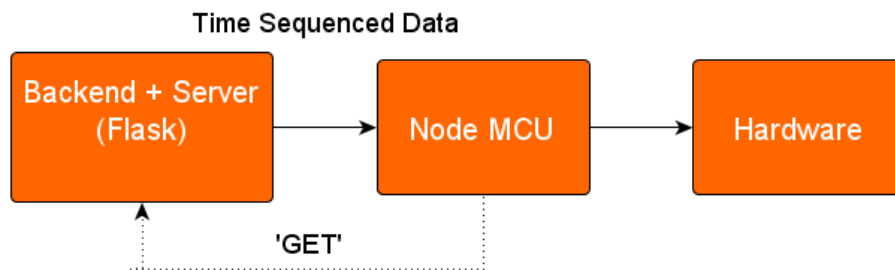 Time Sequenced Data
Backend + Server
(Flask)
Node MCU
Hardware
'GET'